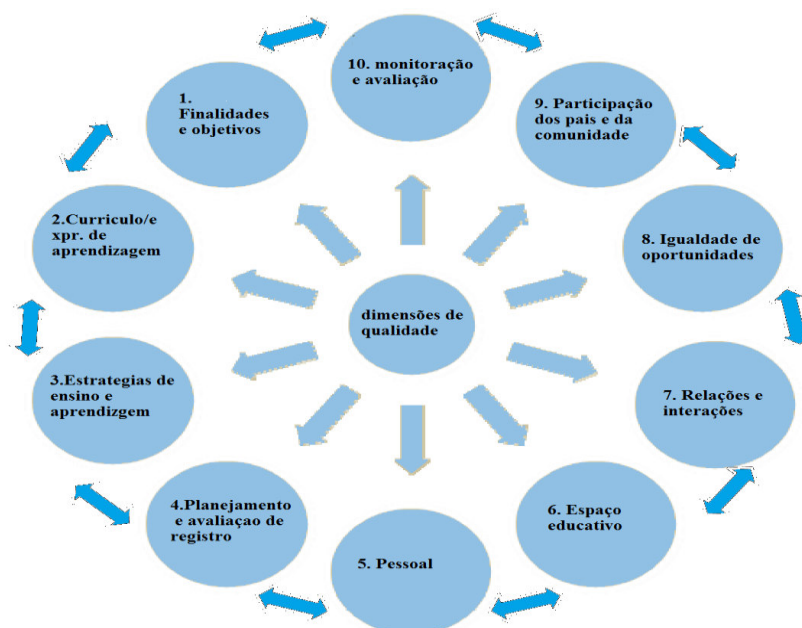 10. monitoração
e avaliação
1.
Finalidades
e objetivos
9. Participação
dos pais e da
comunidade
2.Curriculo/e
xpr. de
aprendizagem
8. Igualdade de
oportunidades
dimensões de
qualidade
3.Estrategias de
ensino e
aprendizgem
7. Relações e
interações
4.Planejamento
e avaliaçao de
registro
6. Espaço
educativo
5. Pessoal